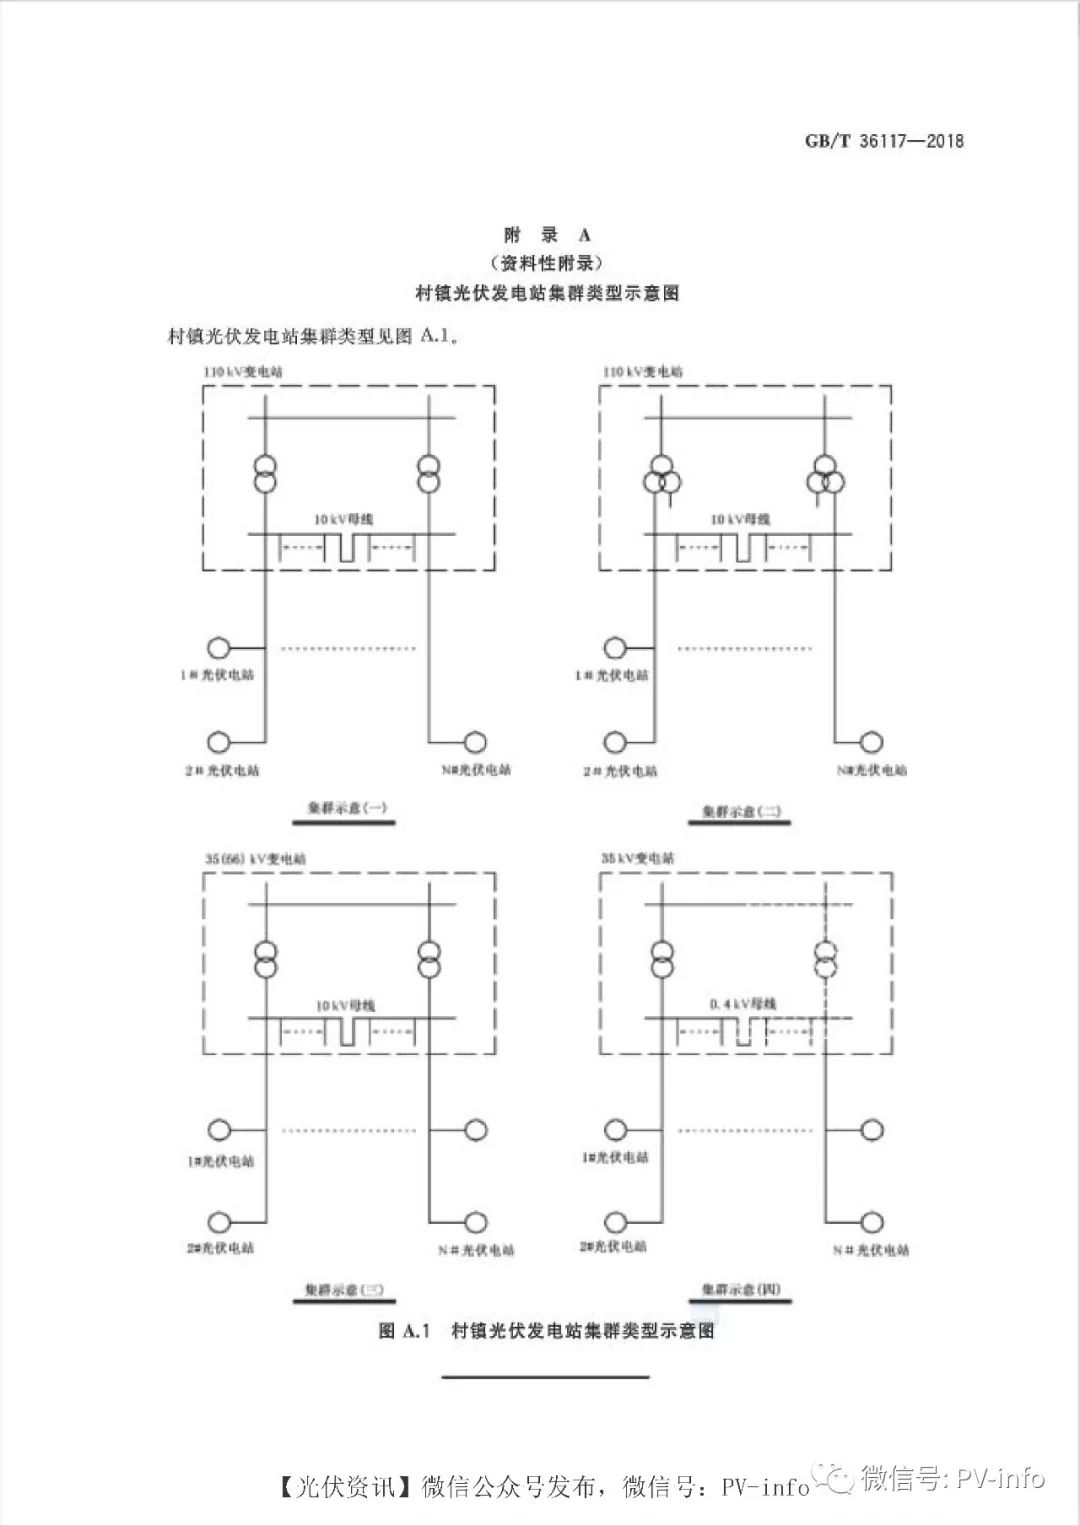 GB/T 36117—2018
附 录 A
(资料性附录)
村镇光伏发电站集群类型示意图
村镇光伏发电站集群类型见图 A.1。
110 kV变电站
110 kV变电站
10 kV母线
10 kV母线
1#光伏电站
1#光伏电站
2#光伏电站
N#光伏电站
2#光伏电站
N#光伏电站
集群示意(一)
集群示意(二)
35(66) kV变电站
35 kV变电站
10 kV母线
0.4 kV母线
1#光伏电站
1#光伏电站
2#光伏电站
N#光伏电站
2#光伏电站
N#光伏电站
集群示意(三)
集群示意(四)
图 A.1 村镇光伏发电站集群类型示意图
【光伏资讯】微信公众号发布，微信号：PV-info
微信号: PV-info